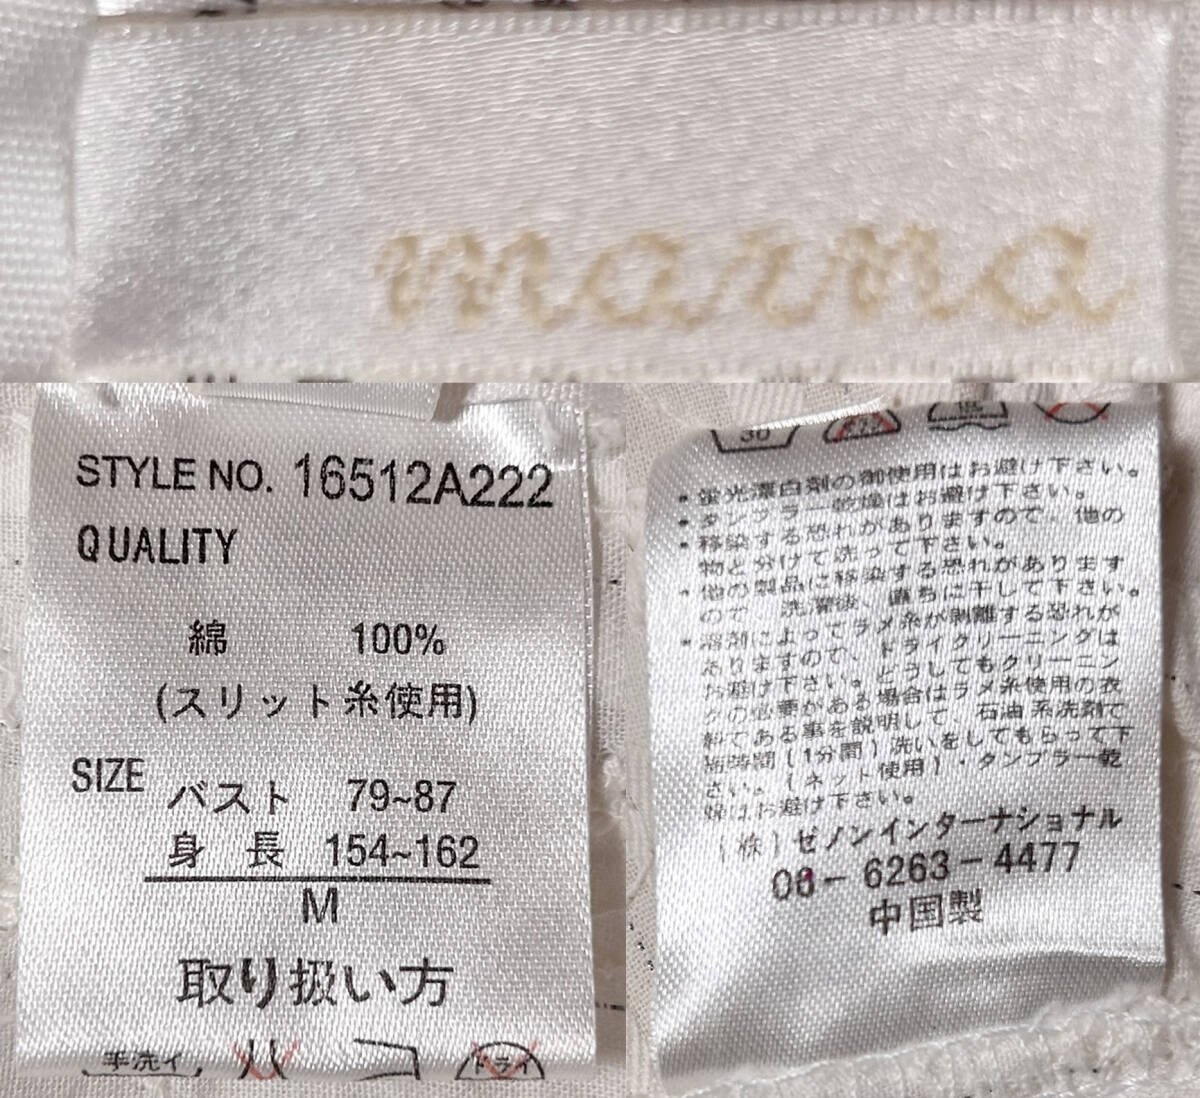 marna
STYLE NO. 16512A222
QUALITY
綿 100%
(スリット糸使用)
SIZE
バスト 79~87
身 長 154~162
M
取り扱い方
手洗イ
ドライ
30
・蛍光漂白剤の御使用はお避け下さい。
・タンブラー乾燥はお避け下さい。
・移染する恐れがありますので、他の
物と分けて洗って下さい。
・他の製品に移染する恐れがあります
ので、洗濯後、直ちに干して下さい。
・溶剤によってラメ糸が剥離する恐れが
ありますので、ドライクリーニングは
お避け下さい。どうしてもクリーニン
グの必要がある場合はラメ糸使用の衣
料である事を説明して、石油系洗剤で
短時間(1分間)洗いをしてもらって下
さい。(ネット使用)・タンブラー乾
燥はお避け下さい。
(株)ゼノンインターナショナル
06-6263-4477
中国製